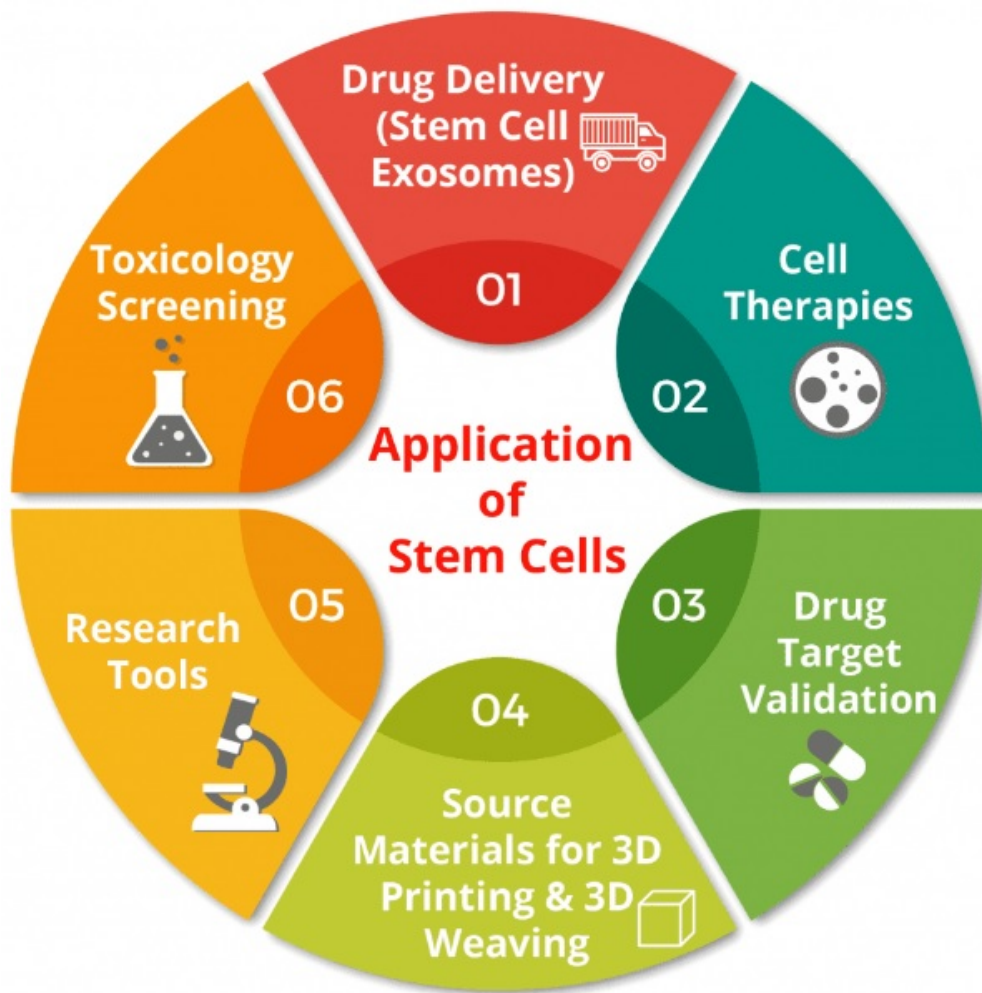 Drug Delivery
(Stem Cell
Exosomes)
01
Cell
Therapies
02
Drug
Target
Validation
03
Source
Materials for 3D
Printing & 3D
Weaving
04
Research
Tools
05
Toxicology
Screening
06
Application
of
Stem Cells